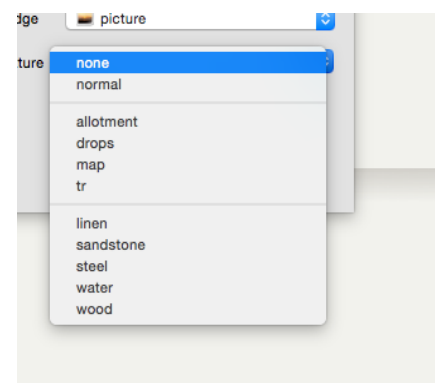 dge picture
ture none
normal
allotment
drops
map
tr
linen
sandstone
steel
water
wood